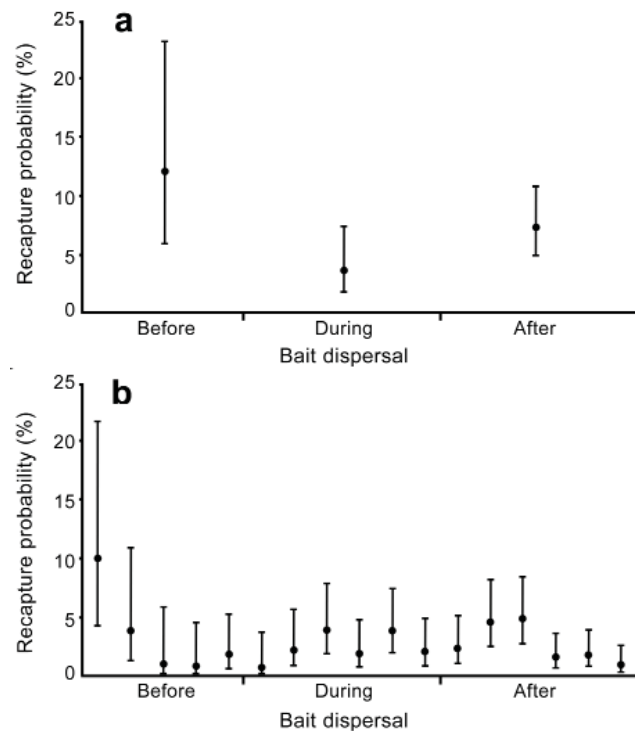 a
Recapture probability (%)
25
20
15
10
5
0
Before During After
Bait dispersal
b
Recapture probability (%)
25
20
15
10
5
0
Before During After
Bait dispersal